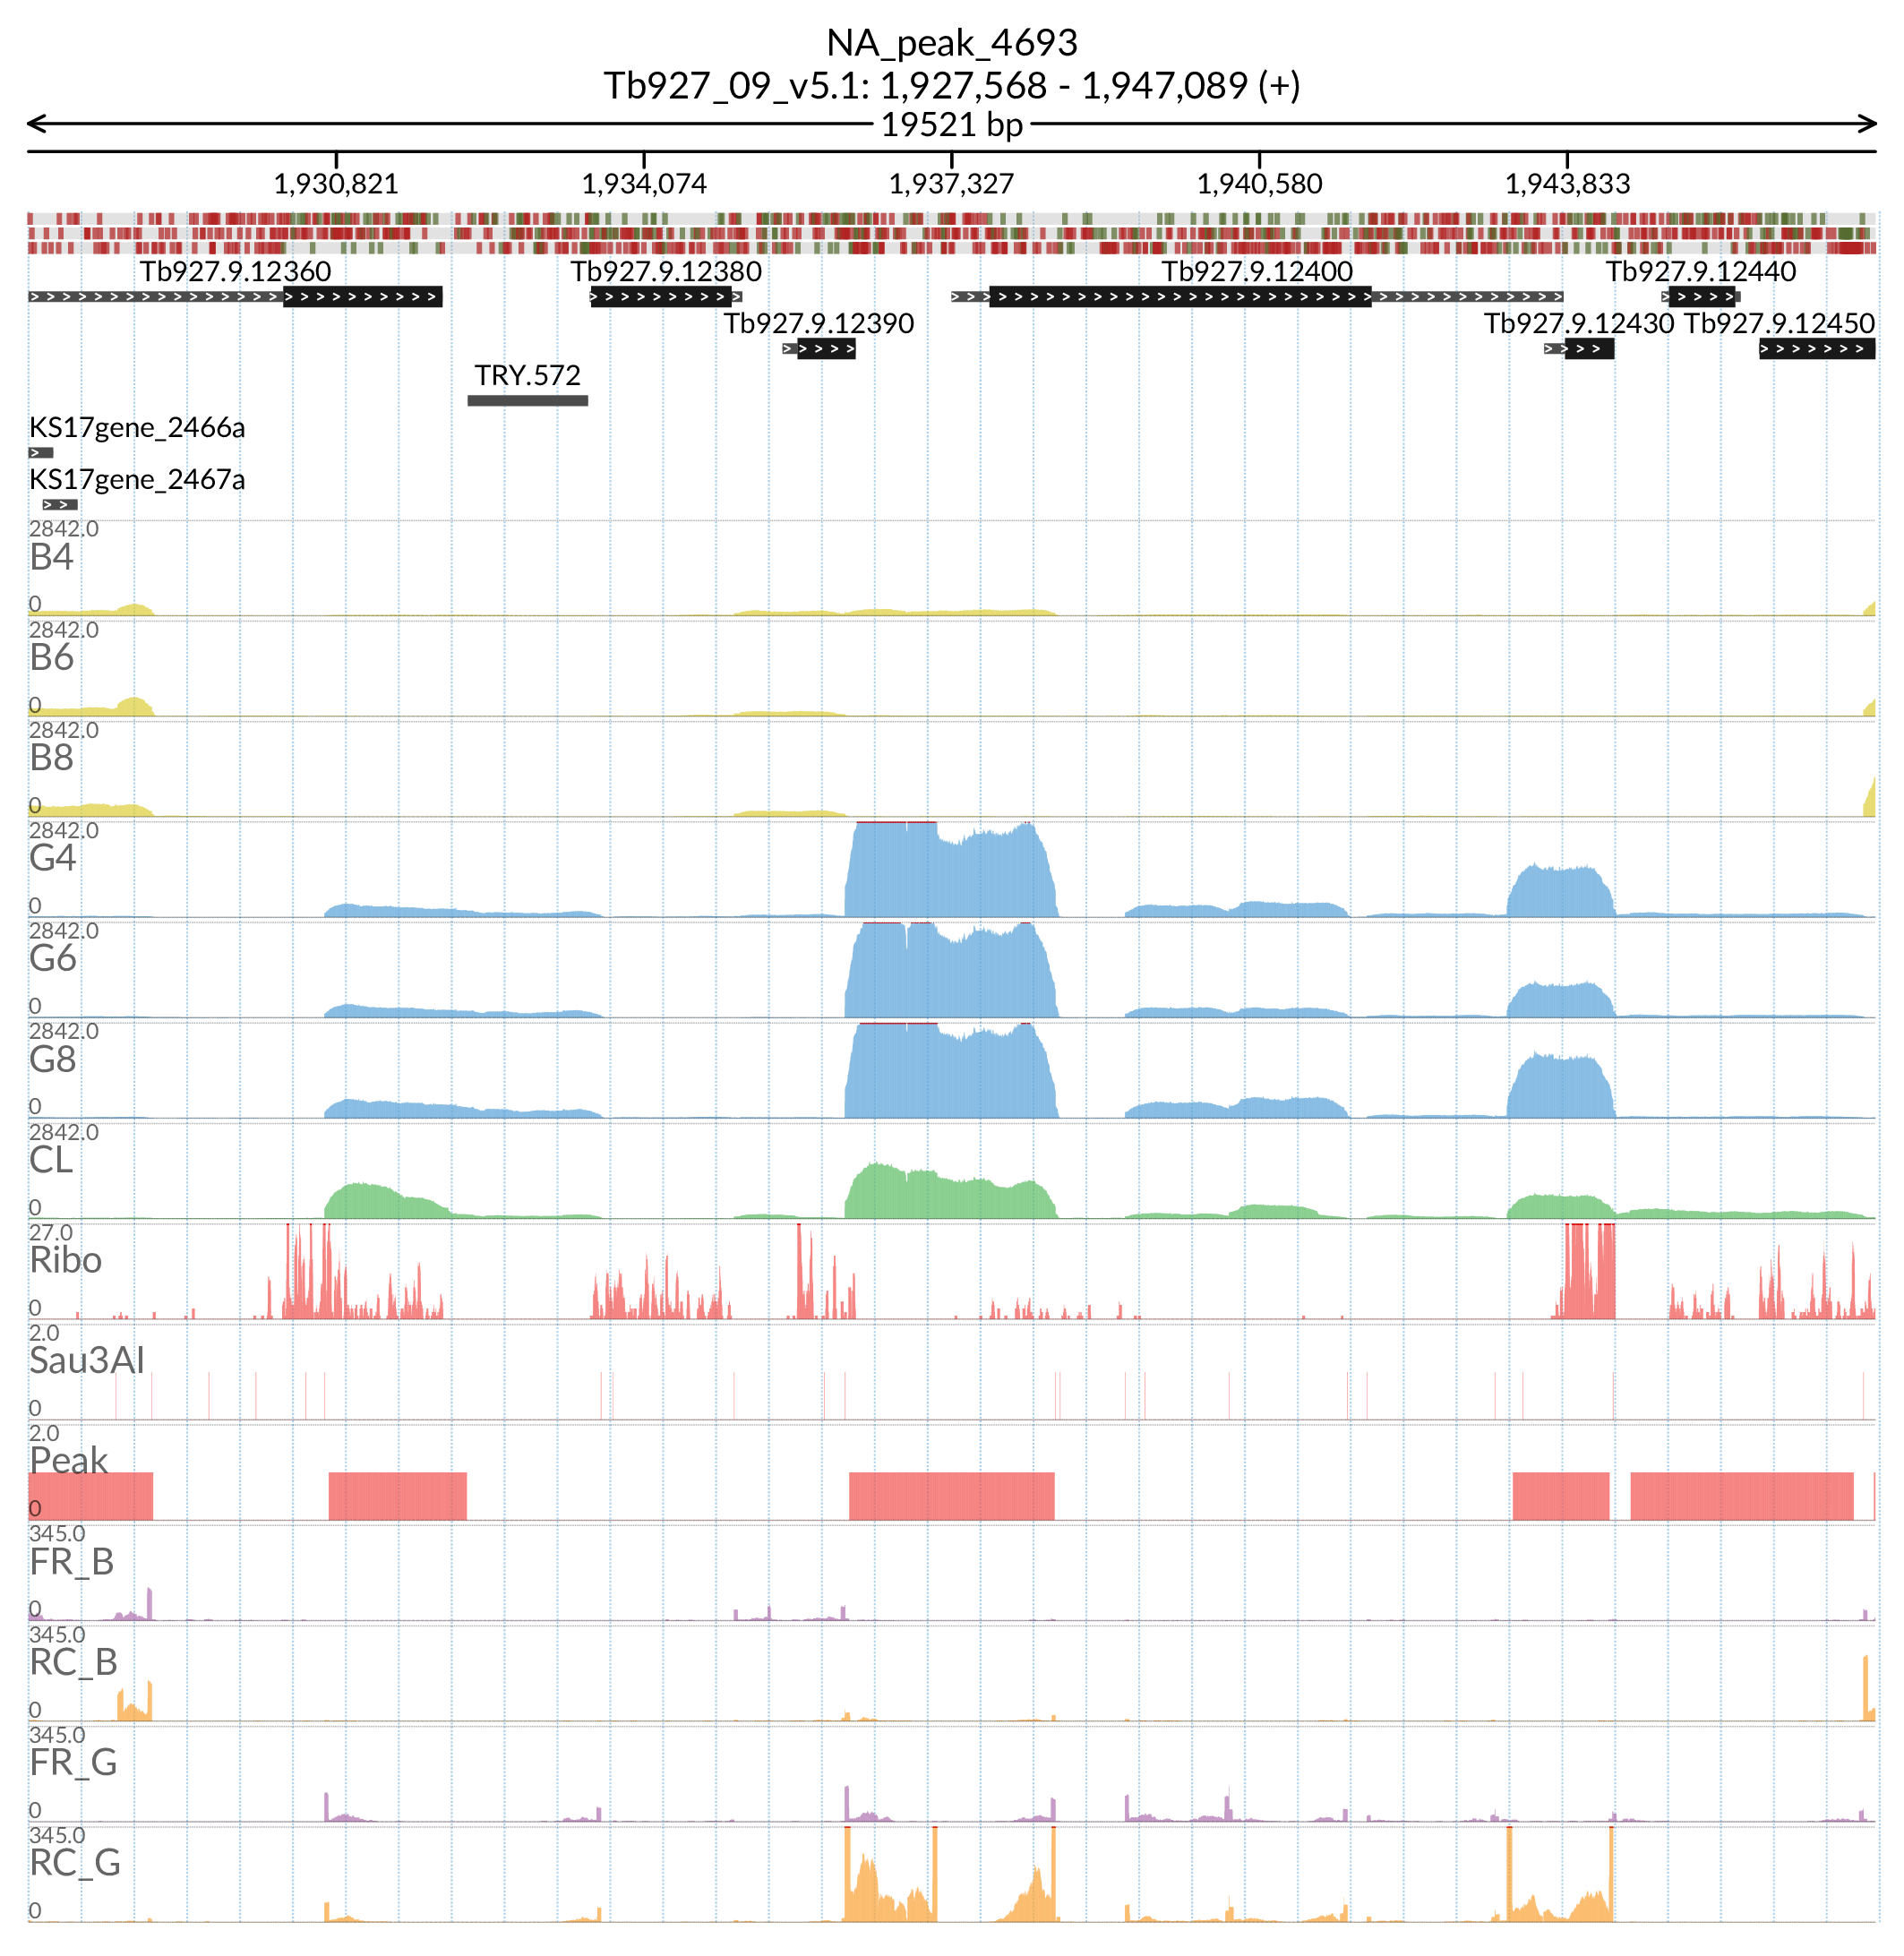 NA_peak_4693
Tb927_09_v5.1: 1,927,568 - 1,947,089 (+)
19521 bp
1,930,821 1,934,074 1,937,327 1,940,580 1,943,833
Tb927.9.12360 Tb927.9.12380 Tb927.9.12400 Tb927.9.12440
Tb927.9.12390 Tb927.9.12430 Tb927.9.12450
TRY.572
KS17gene_2466a
KS17gene_2467a
2842.0
B4
0
2842.0
B6
0
2842.0
B8
0
2842.0
G4
0
2842.0
G6
0
2842.0
G8
0
2842.0
CL
0
27.0
Ribo
0
2.0
Sau3AI
0
2.0
Peak
0
345.0
FR_B
0
345.0
RC_B
0
345.0
FR_G
0
345.0
RC_G
0